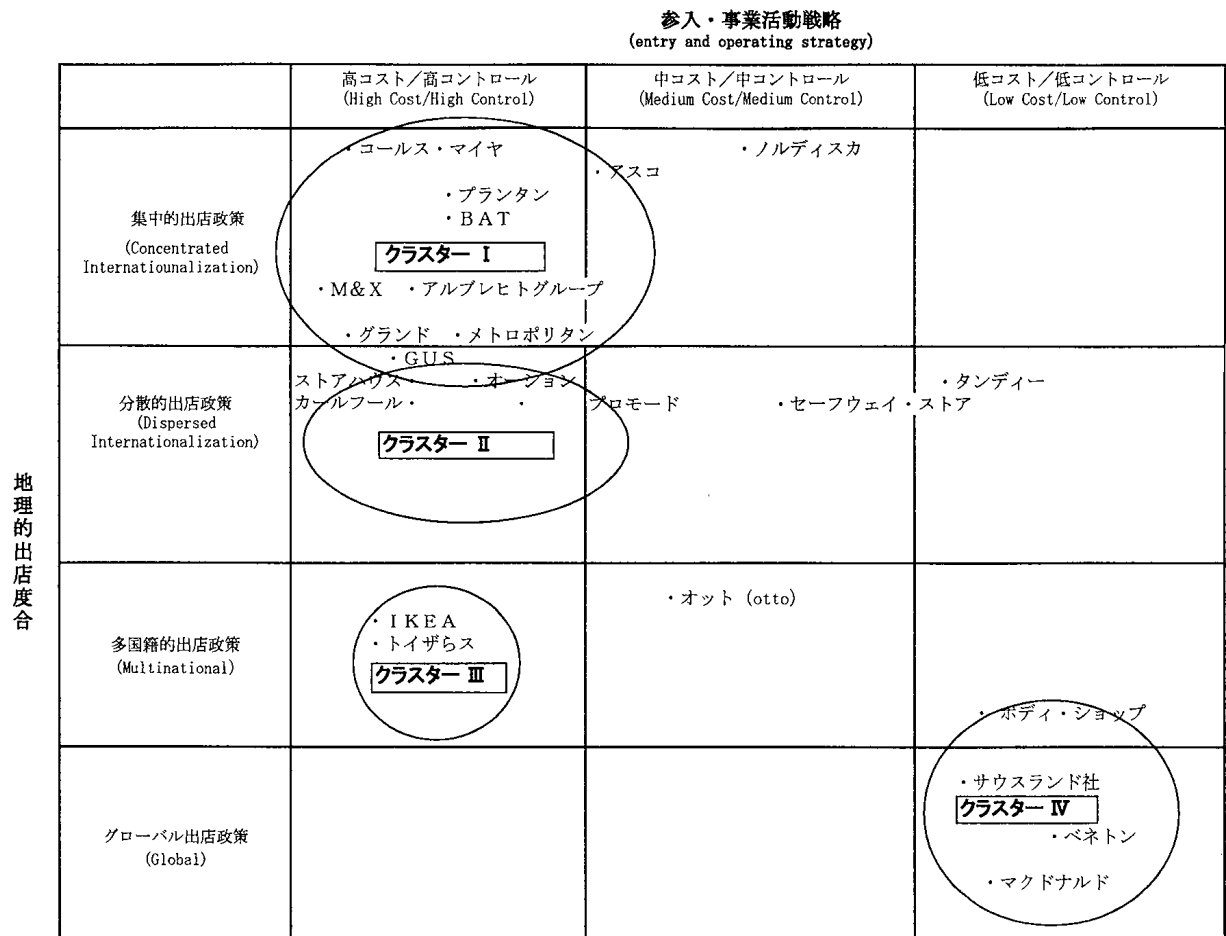 参入・事業活動戦略
(entry and operating strategy)
高コスト／高コントロール
(High Cost/High Control)
中コスト／中コントロール
(Medium Cost/Medium Control)
低コスト／低コントロール
(Low Cost/Low Control)
地理的出店度合
集中的出店政策
(Concentrated
Internatiounalization)
・コールス・マイヤ
・ノルディスカ
・アスコ
・プランタン
・BAT
クラスター Ⅰ
・M&X ・アルブレヒトグループ
・グランド ・メトロポリタン
・GUS
分散的出店政策
(Dispersed
Internationalization)
ストアハウス・ ・オーション
カールフール・ ・ プロモード
・セーフウェイ・ストア
・タンディー
クラスター Ⅱ
多国籍的出店政策
(Multinational)
・IKEA
・トイザらス
クラスター Ⅲ
・オット (otto)
・ボディ・ショップ
グローバル出店政策
(Global)
・サウスランド社
クラスター Ⅳ
・ベネトン
・マクドナルド